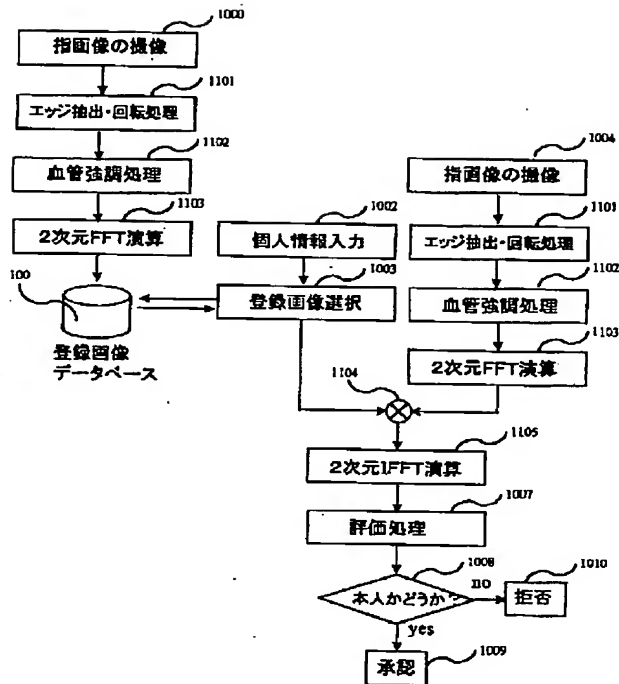 1000
指画像の撮像
1101
エッジ抽出・回転処理
1102
血管強調処理
1103
2次元FFT演算
100
登録画像
データベース
1002
個人情報入力
1003
登録画像選択
1004
指画像の撮像
1101
エッジ抽出・回転処理
1102
血管強調処理
1103
2次元FFT演算
1104
1105
2次元IFFT演算
1007
評価処理
1008
本人かどうか?
no
1010
拒否
yes
承認
1009